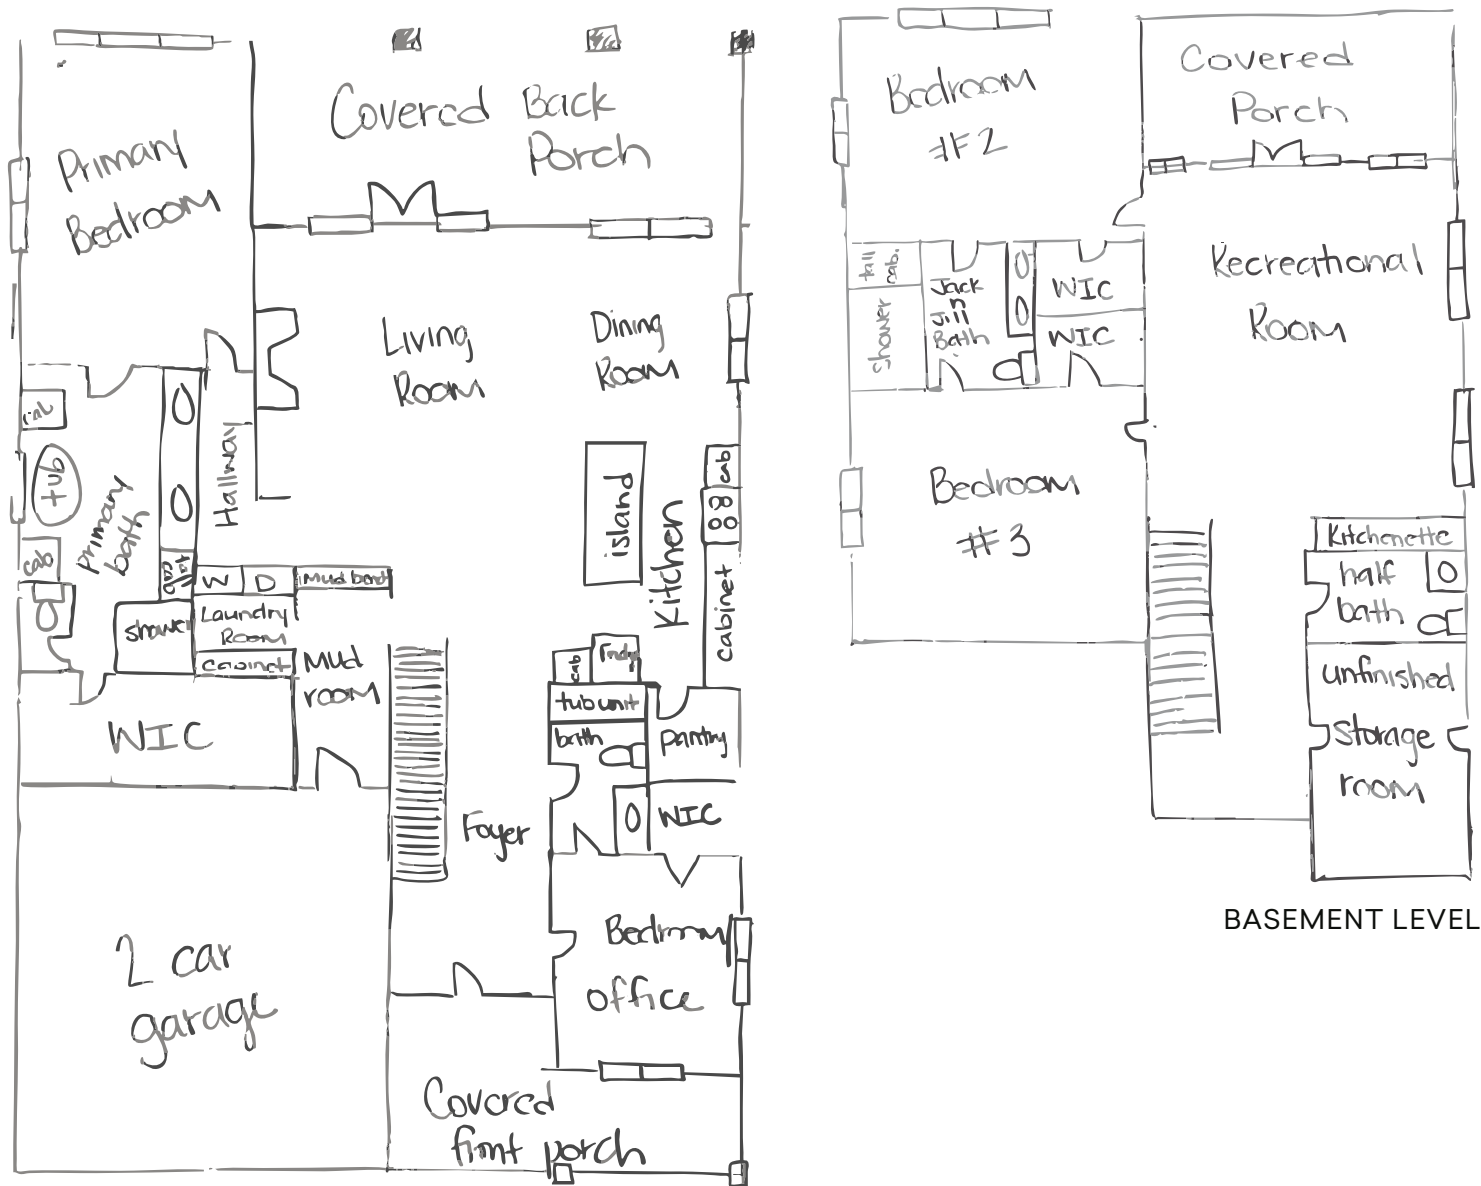 Covered Back
Porch
Primary
Bedroom
Living
Room
Dining
Room
Hallway
tub
Primary
bath
cab
tall
cab
W D
Mud bench
Laundry
Room
cabinet
shower
Mud
room
WIC
island
Kitchen
cab
cabinet
cab
Fridg
tub unit
bath
pantry
WIC
Foyer
Bedroom
office
2 car
garage
Covered
front porch
Bedroom
#2
Covered
Porch
tall
cab.
shower
Jack
n
Jill
Bath
WIC
WIC
Recreational
Room
Bedroom
#3
Kitchenette
half
bath
unfinished
storage
room
BASEMENT LEVEL